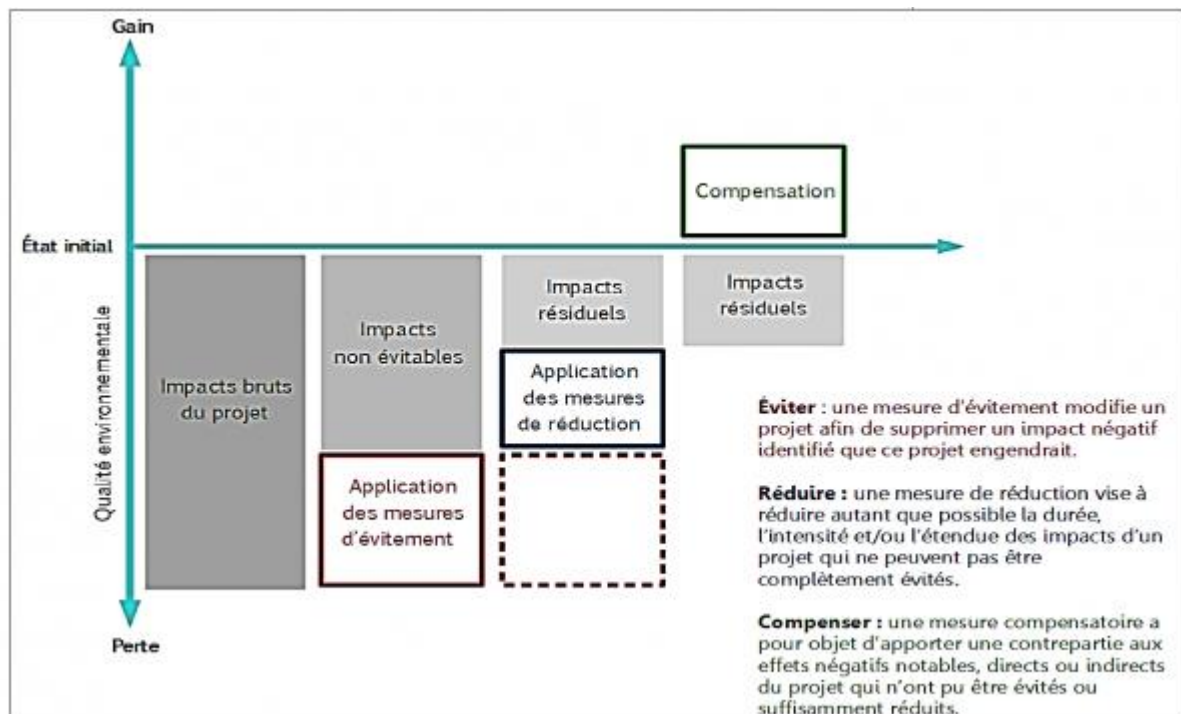 Gain
Compensation
État initial
Impacts bruts
du projet
Impacts
non évitables
Application
des mesures
d'évitement
Impacts
résiduels
Application
des mesures
de réduction
Impacts
résiduels
Qualité environnementale
Perte
Éviter : une mesure d'évitement modifie un
projet afin de supprimer un impact négatif
identifié que ce projet engendrait.
Réduire : une mesure de réduction vise à
réduire autant que possible la durée,
l'intensité et/ou l'étendue des impacts d'un
projet qui ne peuvent pas être
complètement évités.
Compenser : une mesure compensatoire a
pour objet d'apporter une contrepartie aux
effets négatifs notables, directs ou indirects
du projet qui n'ont pu être évités ou
suffisamment réduits.